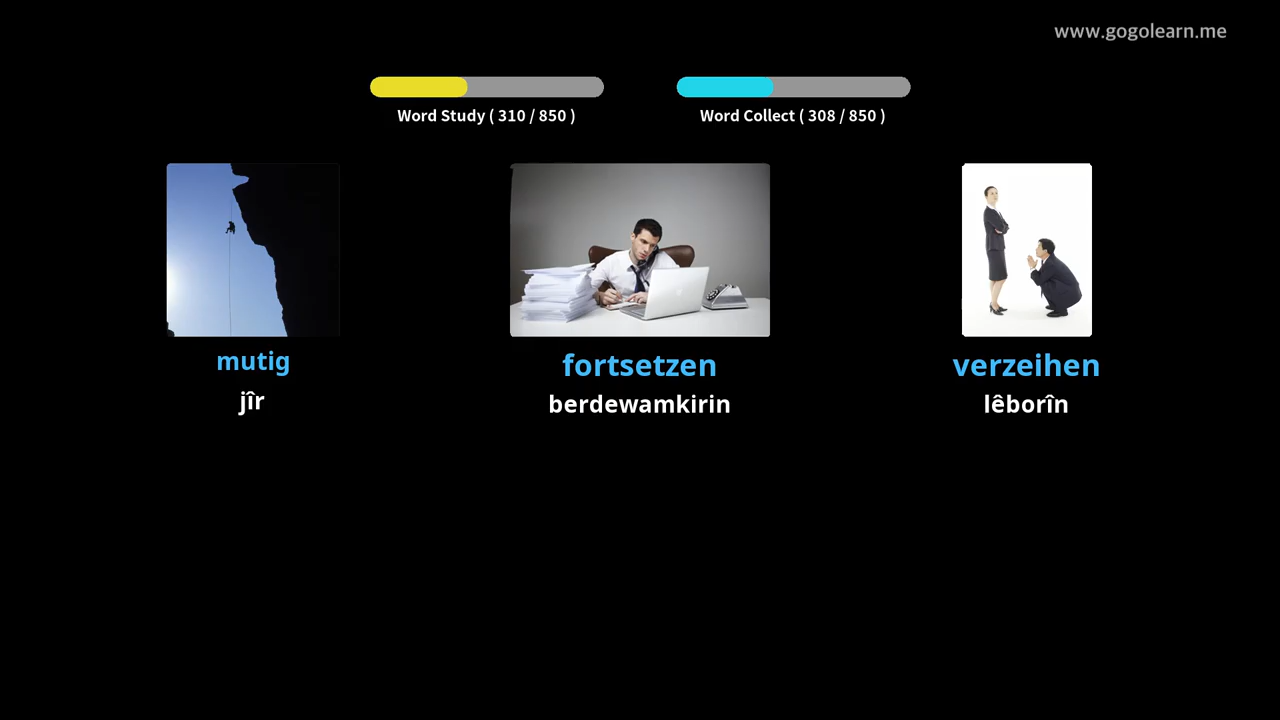 www.gogolearn.me
Word Study ( 310 / 850 )
Word Collect ( 308 / 850 )
mutig
jîr
fortsetzen
berdewamkirin
verzeihen
lêborîn